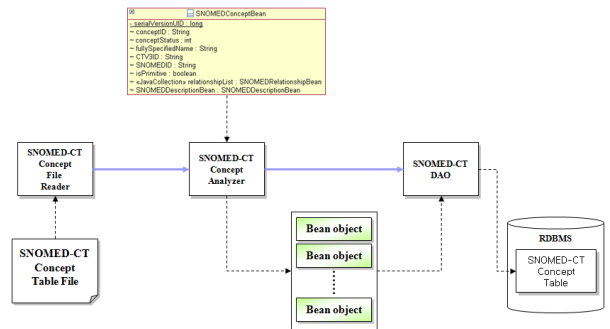 SNOMEDConceptBean
- serialVersionUID : long
~ conceptID : String
~ conceptStatus : int
~ fullySpecifiedName : String
~ CTV3ID : String
~ SNOMEDID : String
~ isPrimitive : boolean
~ «JavaCollection» relationshipList : SNOMEDRelationshipBean
~ SNOMEDDescriptionBean : SNOMEDDescriptionBean
SNOMED-CT
Concept
File
Reader
SNOMED-CT
Concept
Analyzer
SNOMED-CT
DAO
SNOMED-CT
Concept
Table File
Bean object
Bean object
Bean object
RDBMS
SNOMED-CT
Concept
Table